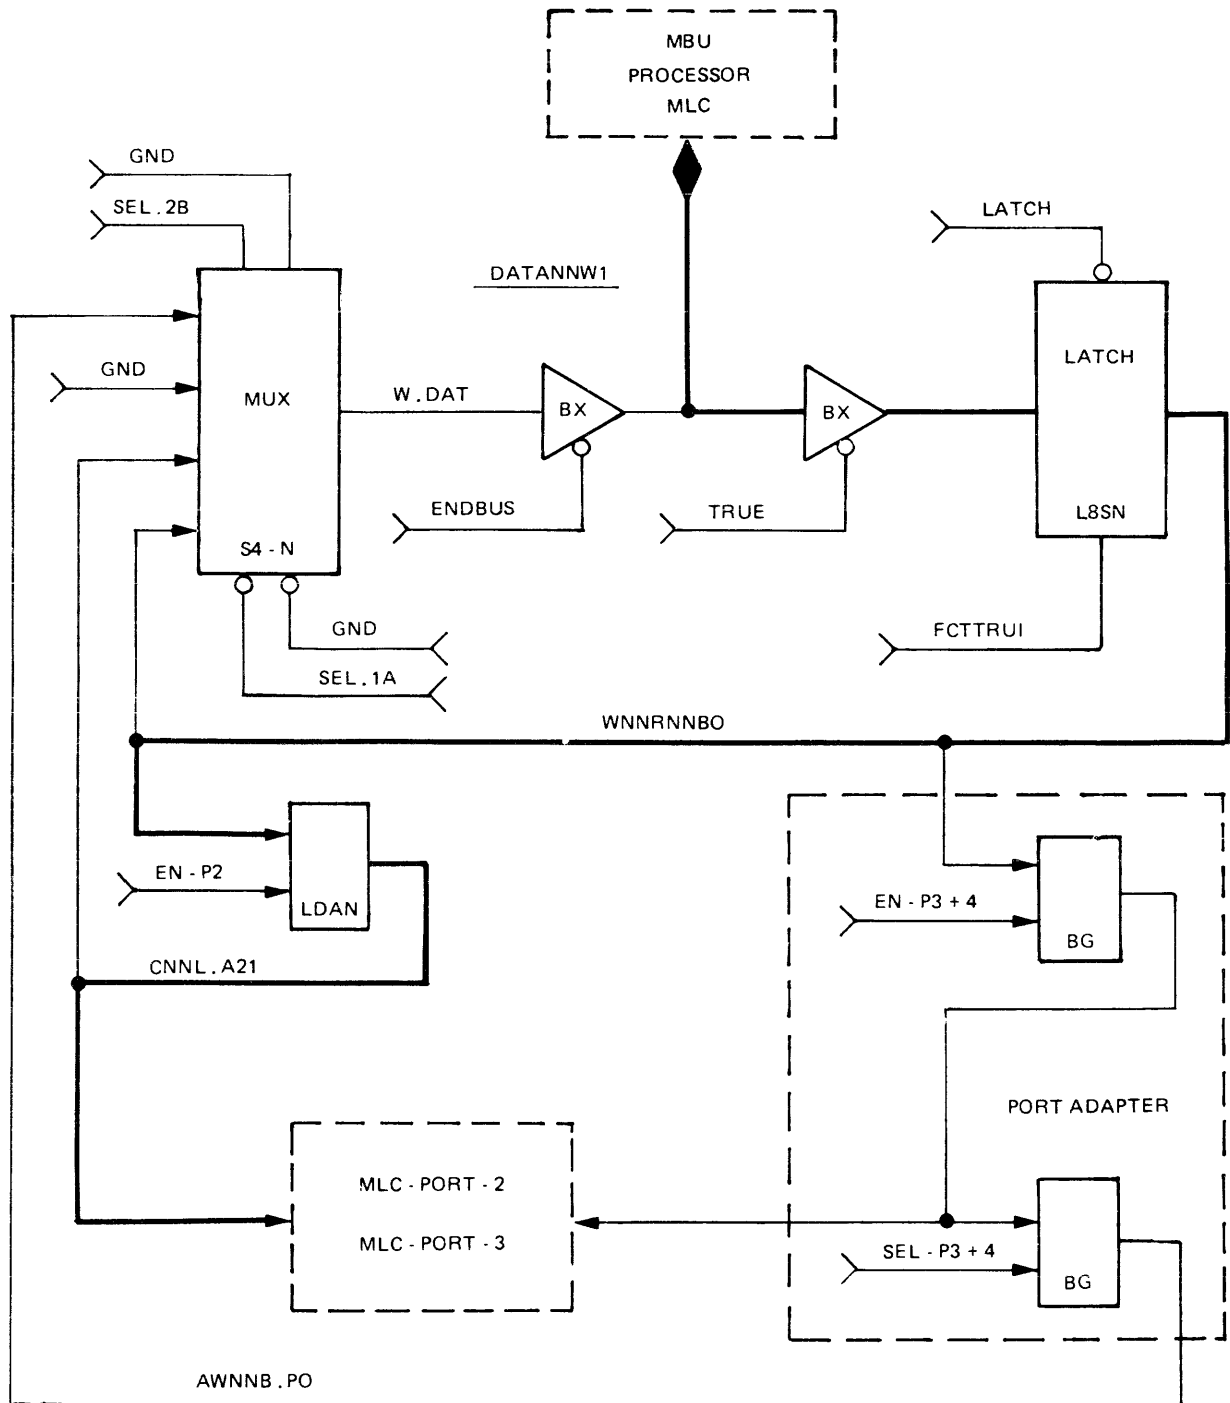 MBU
PROCESSOR
MLC
GND
SEL.2B
LATCH
DATANNW1
GND
MUX
W.DAT
BX
BX
LATCH
ENDBUS
TRUE
L8SN
S4-N
GND
FCTTRUI
SEL.1A
WNNRNNBO
EN-P2
LDAN
EN-P3+4
BG
CNNL.A21
PORT ADAPTER
MLC-PORT-2
MLC-PORT-3
SEL-P3+4
BG
AWNNB.PO